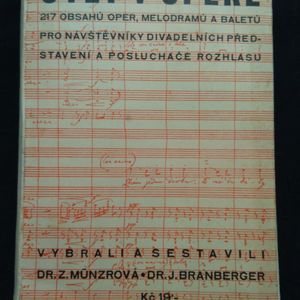 217 OBSAHŮ OPER, MELODRAMŮ A BALETŮ
PRO NÁVŠTĚVNÍKY DIVADELNÍCH PŘED-
STAVENÍ A POSLUCHAČE ROZHLASU
VYBRALI A SESTAVILI
DR. Z. MÜNZROVÁ • DR. J. BRANBERGER
Kč 19·-